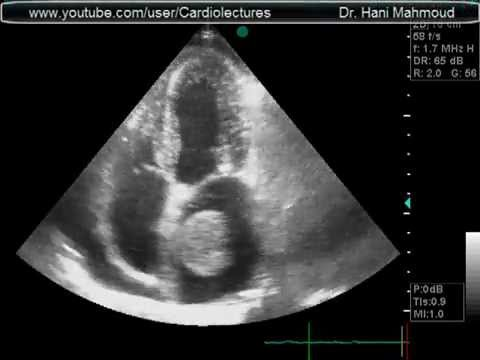 www.youtube.com/user/Cardiolectures Dr. Hani Mahmoud
68 f/s
f: 1.7 MHz H
DR: 65 dB
R: 2.0 G: 56
P:0dB
TIs:0.9
MI:1.0